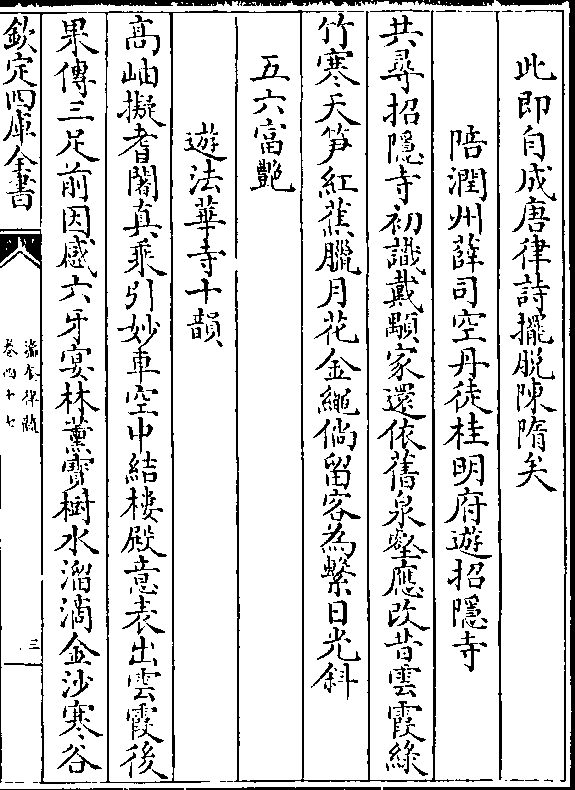 此即自成唐律詩擺脱陳隋矣
陪潤州薛司空丹徒桂明府遊招隱寺
共尋招隱寺初識戴顒家還依舊泉壑應改昔雲霞綠
竹寒天筍紅蕉臘月花金繩倘留客為繫日光斜
五六富艷
遊法華寺十韻
高岫擬耆闍真乘引妙車空中結樓殿意表出雲霞後
果傳三足前因感六牙宴林薰寶樹水溜滴金沙寒谷
欽定四庫全書
瀛奎律髓
卷四十七
三